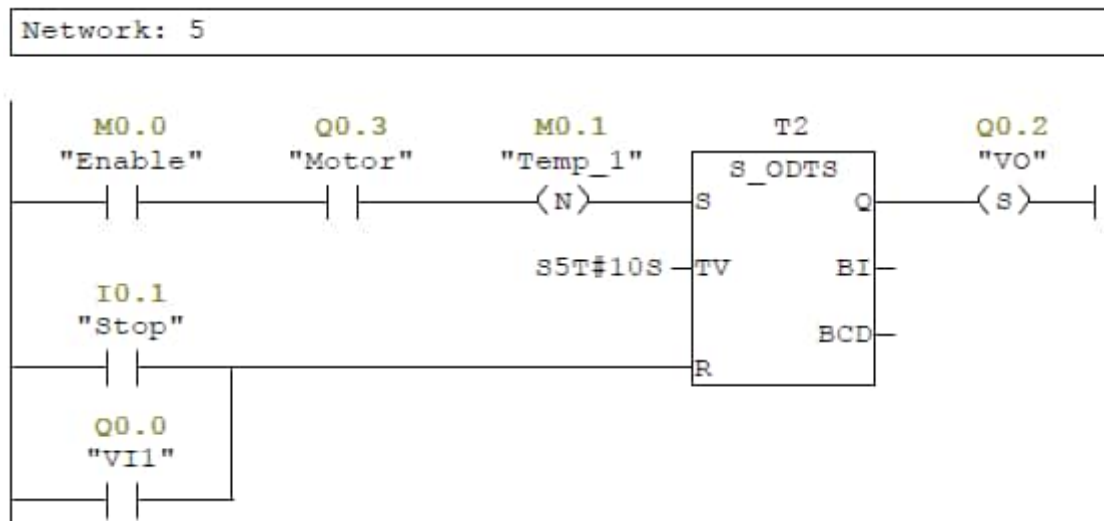 Network: 5
M0.0 Q0.3 M0.1 T2 Q0.2
"Enable" "Motor" "Temp_1" S_ODTS "VO"
(N) S Q (S)
S5T#10S TV BI
I0.1
"Stop" BCD
R
Q0.0
"VI1"